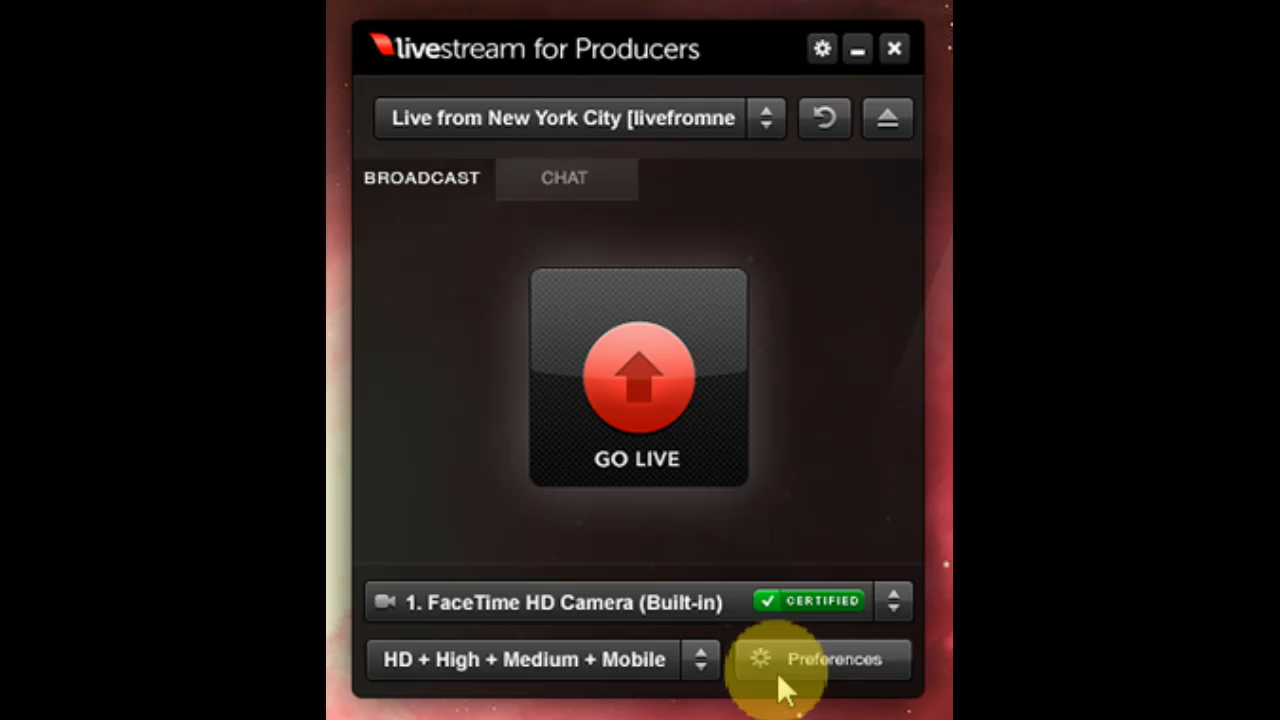 livestream for Producers
Live from New York City [livefromne
BROADCAST CHAT
GO LIVE
1. FaceTime HD Camera (Built-in) CERTIFIED
HD + High + Medium + Mobile Preferences